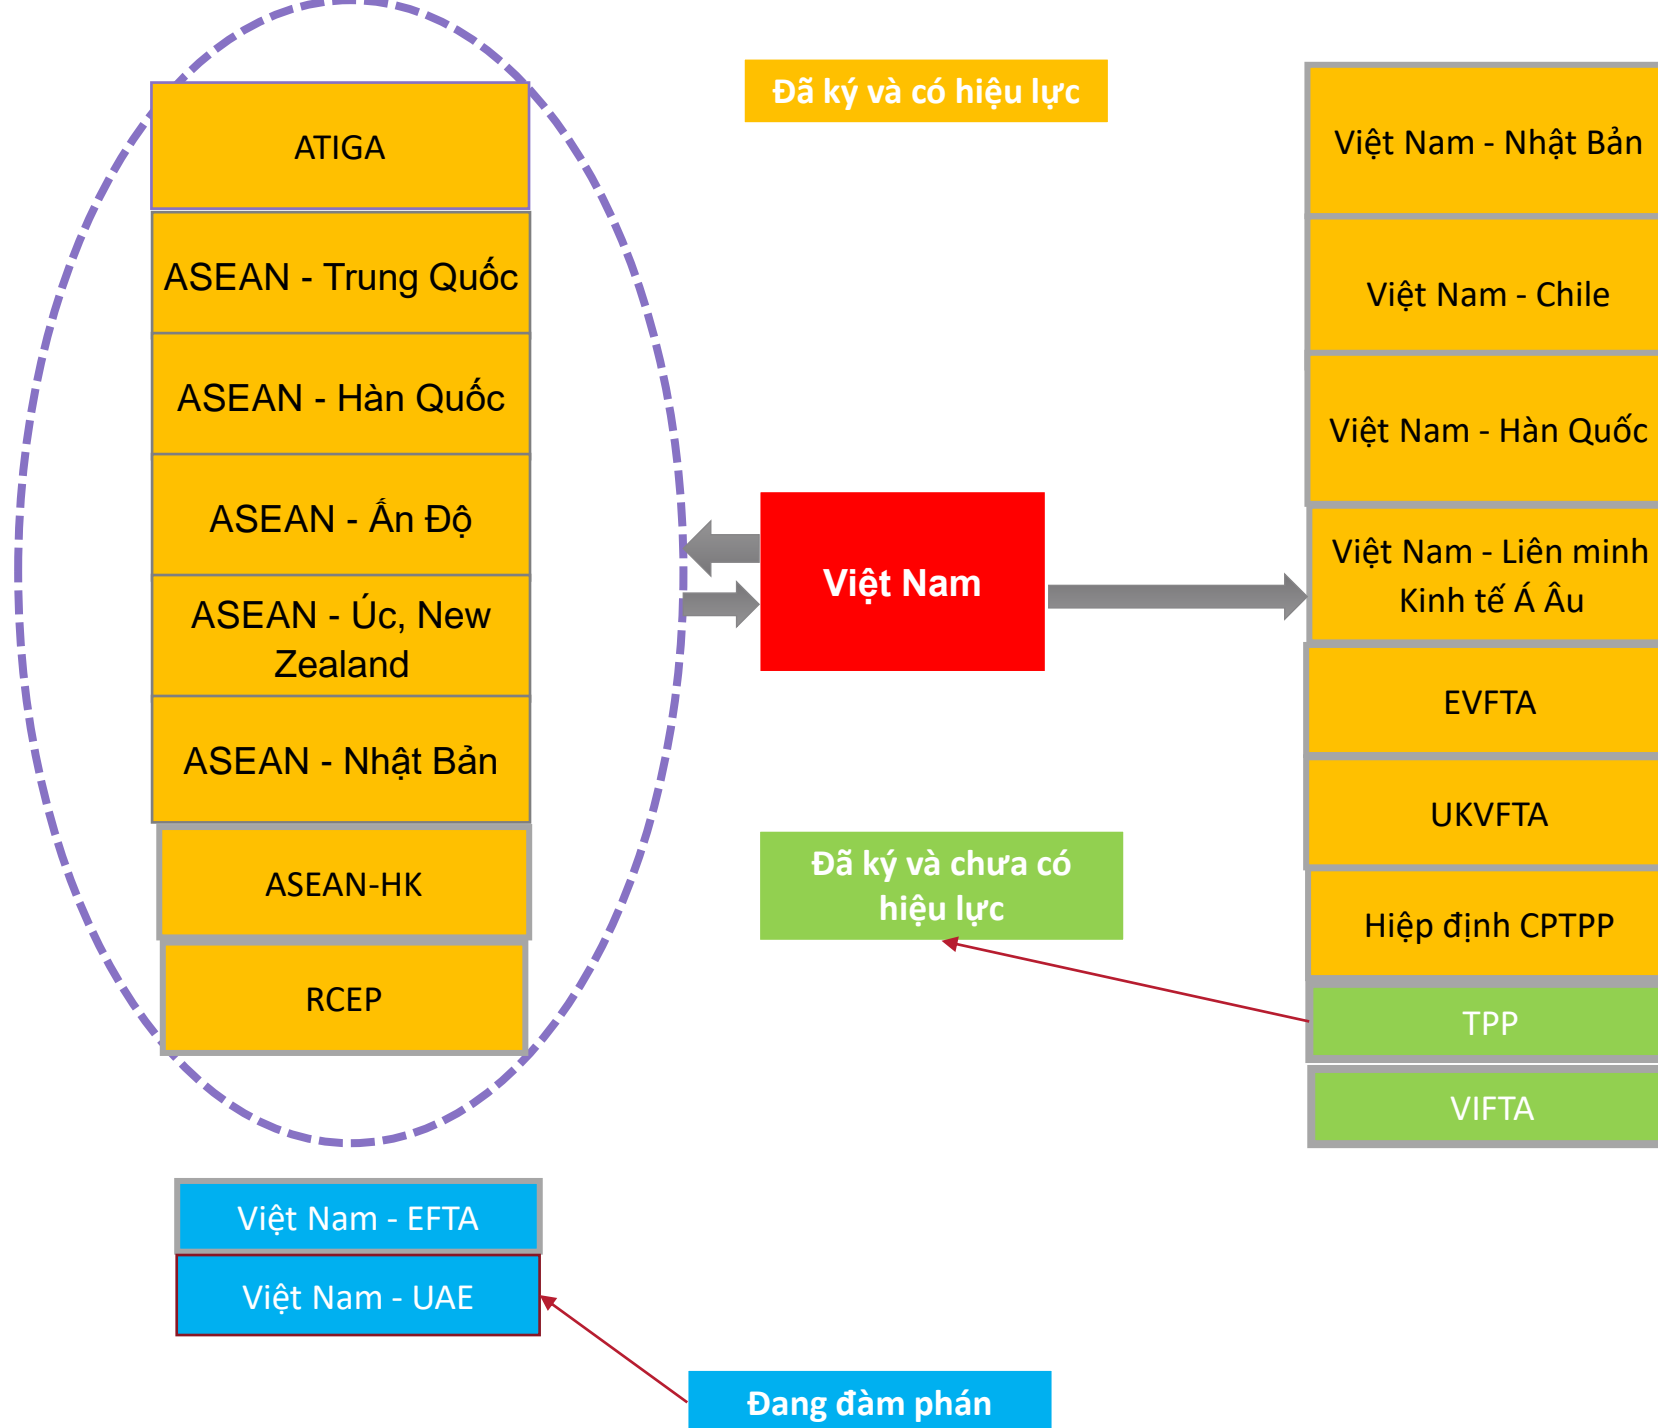 ATIGA
ASEAN - Trung Quốc
ASEAN - Hàn Quốc
ASEAN - Ấn Độ
ASEAN - Úc, New
Zealand
ASEAN - Nhật Bản
ASEAN-HK
RCEP
Việt Nam - EFTA
Việt Nam - UAE
Đã ký và có hiệu lực
Việt Nam
Đã ký và chưa có
hiệu lực
Đang đàm phán
Việt Nam - Nhật Bản
Việt Nam - Chile
Việt Nam - Hàn Quốc
Việt Nam - Liên minh
Kinh tế Á Âu
EVFTA
UKVFTA
Hiệp định CPTPP
TPP
VIFTA